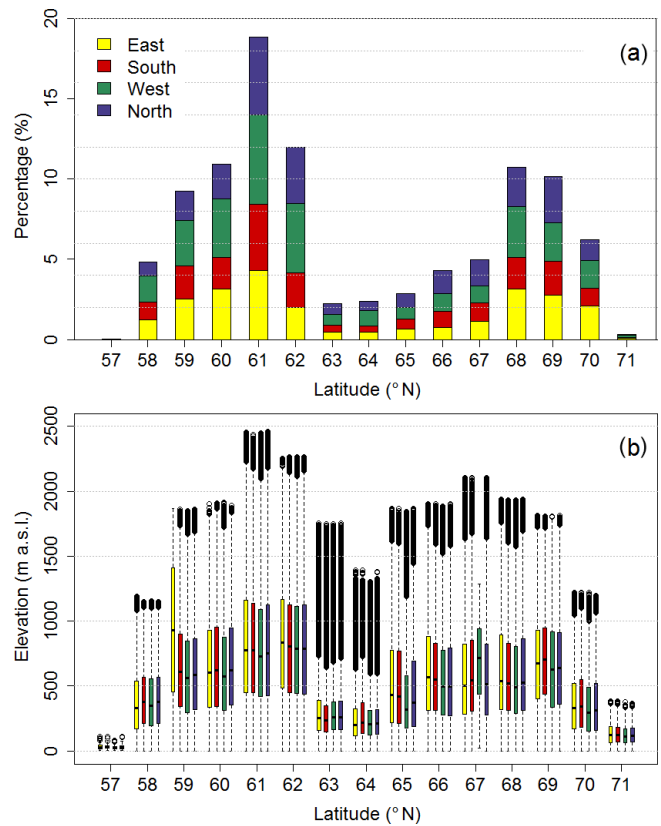 20
15
10
5
0
Percentage (%)
(a)
East
South
West
North
57 58 59 60 61 62 63 64 65 66 67 68 69 70 71
Latitude (°N)
2500
2000
1500
1000
500
0
Elevation (m a.s.l.)
(b)
57 58 59 60 61 62 63 64 65 66 67 68 69 70 71
Latitude (°N)